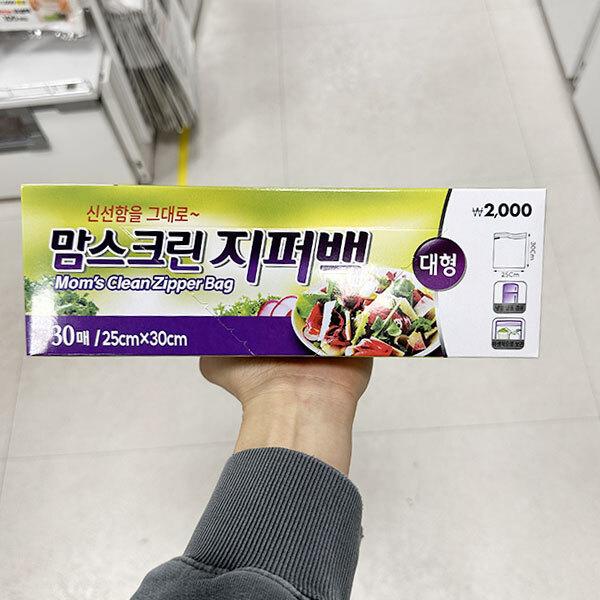 신선함을 그대로~
₩2,000
맘스크린 지퍼백
Mom's Clean Zipper Bag
대형
30Cm
25Cm
30매 / 25cm×30cm